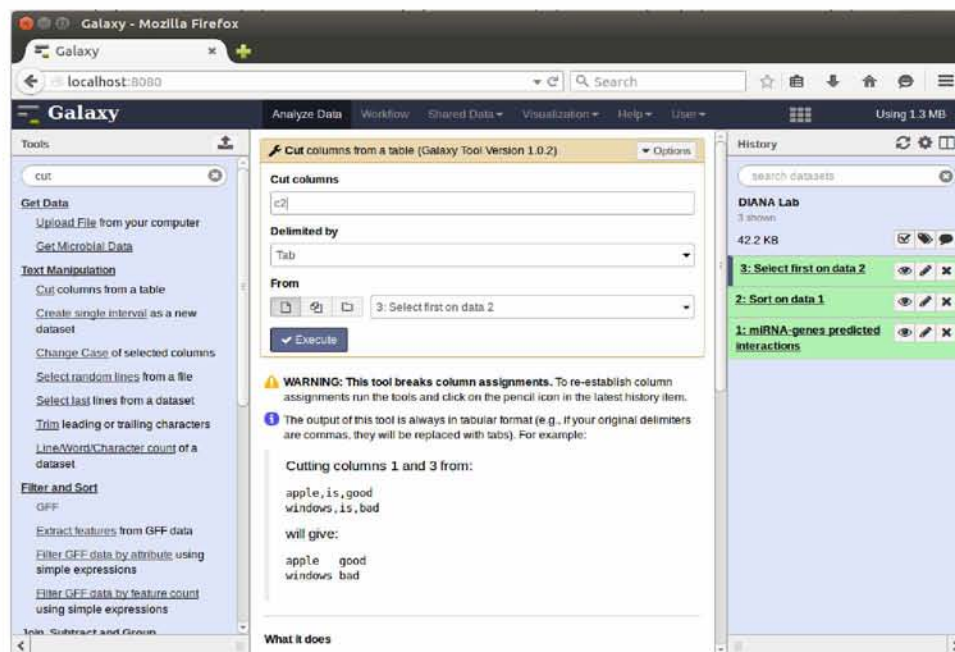 Galaxy - Mozilla Firefox
Galaxy
localhost:8080
Search
Galaxy
Analyze Data Workflow Shared Data Visualization Help User
Using 1.3 MB
Tools
cut
Get Data
Upload File from your computer
Get Microbial Data
Text Manipulation
Cut columns from a table
Create single interval as a new
dataset
Change Case of selected columns
Select random lines from a file
Select last lines from a dataset
Trim leading or trailing characters
Line/Word/Character count of a
dataset
Filter and Sort
GFF
Extract features from GFF data
Filter GFF data by attribute using
simple expressions
Filter GFF data by feature count
using simple expressions
Join, Subtract and Group
Cut columns from a table (Galaxy Tool Version 1.0.2)
Options
Cut columns
c2
Delimited by
Tab
From
3: Select first on data 2
Execute
WARNING: This tool breaks column assignments. To re-establish column
assignments run the tools and click on the pencil icon in the latest history item.
The output of this tool is always in tabular format (e.g., if your original delimiters
are commas, they will be replaced with tabs). For example:
Cutting columns 1 and 3 from:
apple,is,good
windows,is,bad
will give:
apple good
windows bad
What it does
History
search datasets
DIANA Lab
3 shown
42.2 KB
3: Select first on data 2
2: Sort on data 1
1: miRNA-genes predicted
interactions